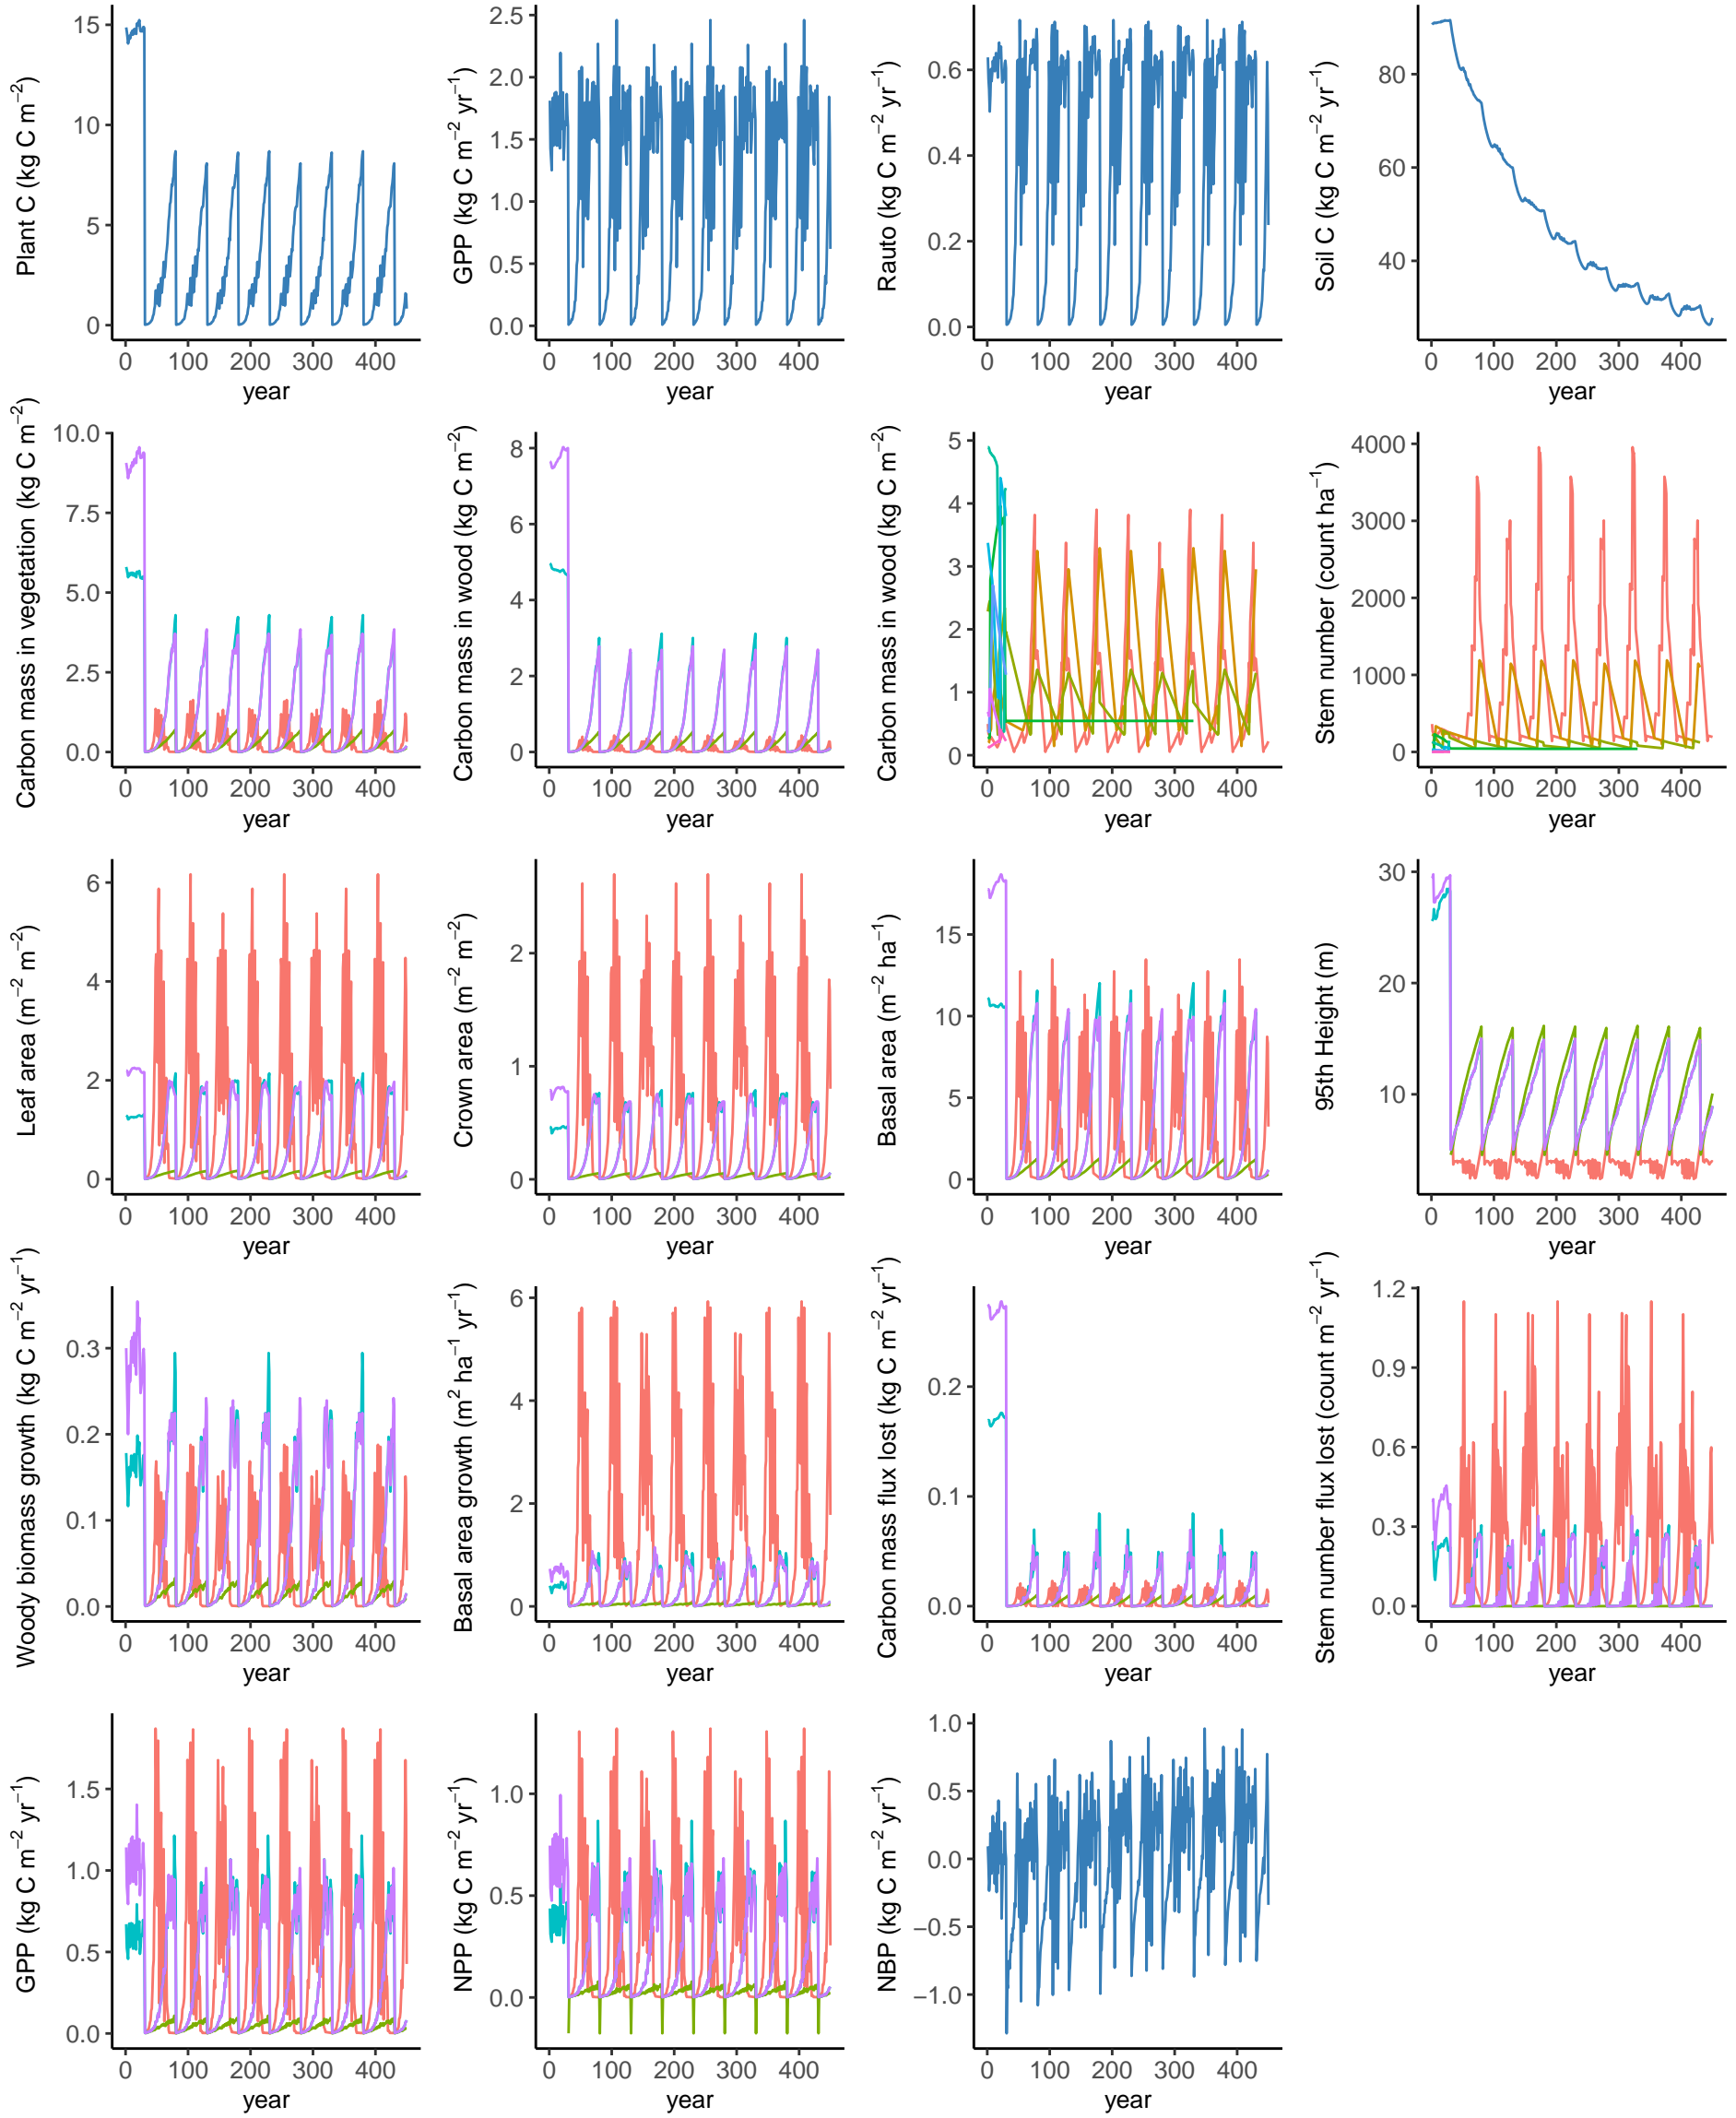 Plant C (kg C m−2)
15
10
5
0
0 100 200 300 400
year
GPP (kg C m−2 yr−1)
2.5
2.0
1.5
1.0
0.5
0.0
0 100 200 300 400
year
Rauto (kg C m−2 yr−1)
0.6
0.4
0.2
0.0
0 100 200 300 400
year
Soil C (kg C m−2 yr−1)
80
60
40
0 100 200 300 400
year
Carbon mass in vegetation (kg C m−2)
10.0
7.5
5.0
2.5
0.0
0 100 200 300 400
year
Carbon mass in wood (kg C m−2)
8
6
4
2
0
0 100 200 300 400
year
Carbon mass in wood (kg C m−2)
5
4
3
2
1
0
0 100 200 300 400
year
Stem number (count ha−1)
4000
3000
2000
1000
0
0 100 200 300 400
year
Leaf area (m−2 m−2)
6
4
2
0
0 100 200 300 400
year
Crown area (m−2 m−2)
2
1
0
0 100 200 300 400
year
Basal area (m−2 ha−1)
15
10
5
0
0 100 200 300 400
year
95th Height (m)
30
20
10
0 100 200 300 400
year
Woody biomass growth (kg C m−2 yr−1)
0.3
0.2
0.1
0.0
0 100 200 300 400
year
Basal area growth (m2 ha−1 yr−1)
6
4
2
0
0 100 200 300 400
year
Carbon mass flux lost (kg C m−2 yr−1)
0.2
0.1
0.0
0 100 200 300 400
year
Stem number flux lost (count m−2 yr−1)
1.2
0.9
0.6
0.3
0.0
0 100 200 300 400
year
GPP (kg C m−2 yr−1)
1.5
1.0
0.5
0.0
0 100 200 300 400
year
NPP (kg C m−2 yr−1)
1.0
0.5
0.0
0 100 200 300 400
year
NBP (kg C m−2 yr−1)
1.0
0.5
0.0
−0.5
−1.0
0 100 200 300 400
year